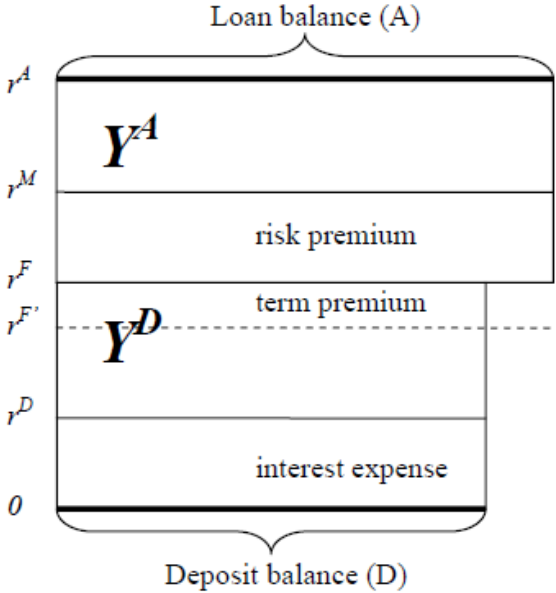 Loan balance (A)
r^A
Y^A
r^M
risk premium
r^F
term premium
r^F'
Y^D
r^D
interest expense
0
Deposit balance (D)